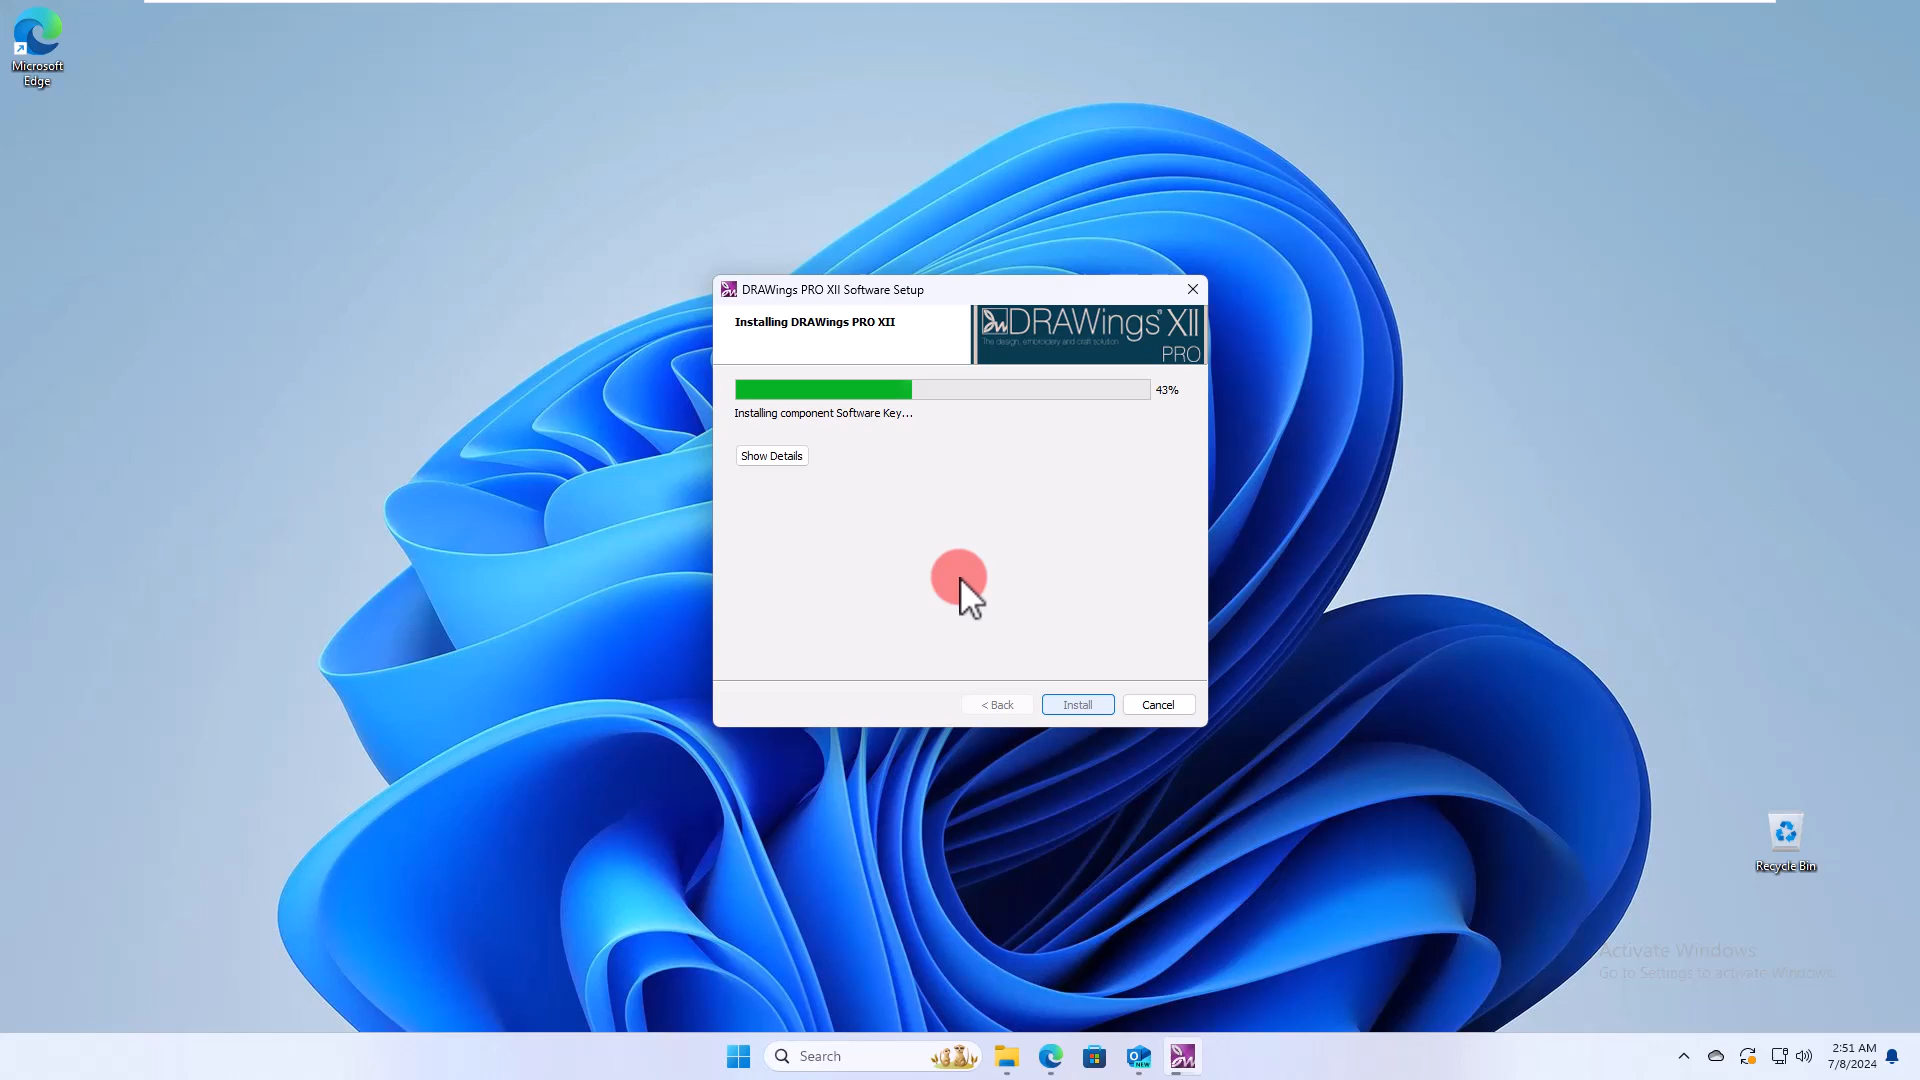 Microsoft
Edge
DRAWings PRO XII Software Setup
Installing DRAWings PRO XII
DRAWings® XII
The design, embroidery and craft solution
PRO
43%
Installing component Software Key...
Show Details
< Back
Install
Cancel
Recycle Bin
Activate Windows
Go to Settings to activate Windows.
Search
NEW
2:51 AM
7/8/2024